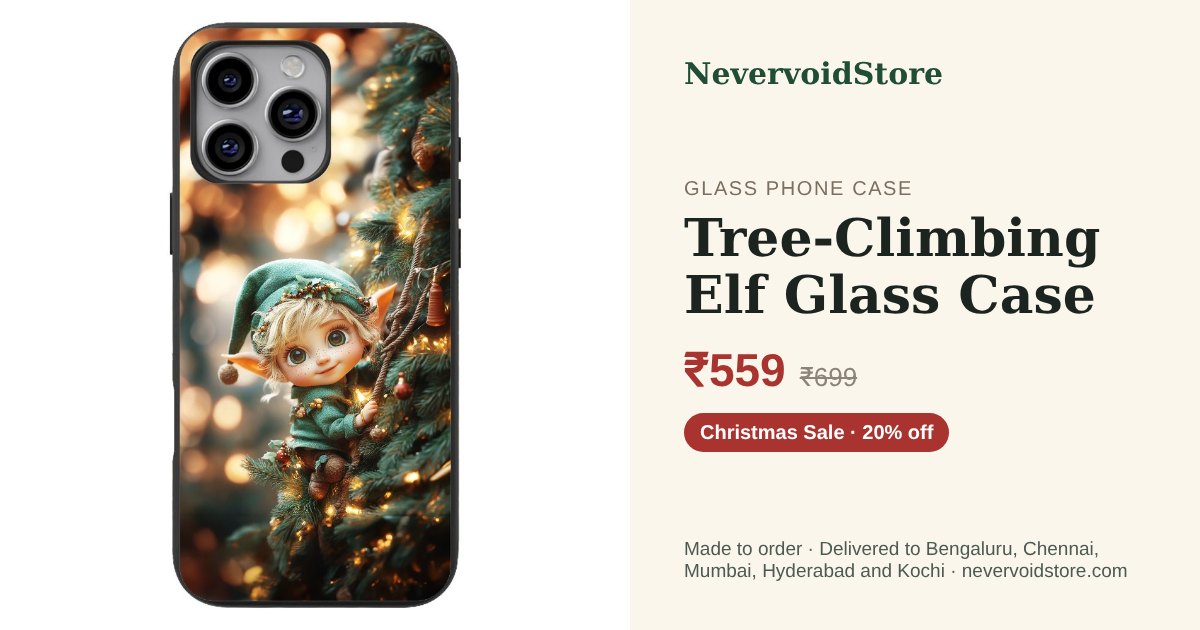 NevervoidStore
GLASS PHONE CASE
Tree-Climbing
Elf Glass Case
₹559 ₹699
Christmas Sale · 20% off
Made to order · Delivered to Bengaluru, Chennai,
Mumbai, Hyderabad and Kochi · nevervoidstore.com